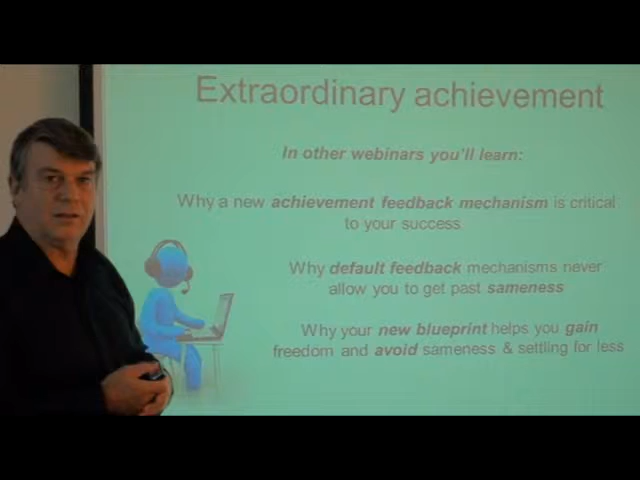 Extraordinary achievement
In other webinars you'll learn:
Why a new achievement feedback mechanism is critical
to your success
Why default feedback mechanisms never
allow you to get past sameness
Why your new blueprint helps you gain
freedom and avoid sameness & settling for less